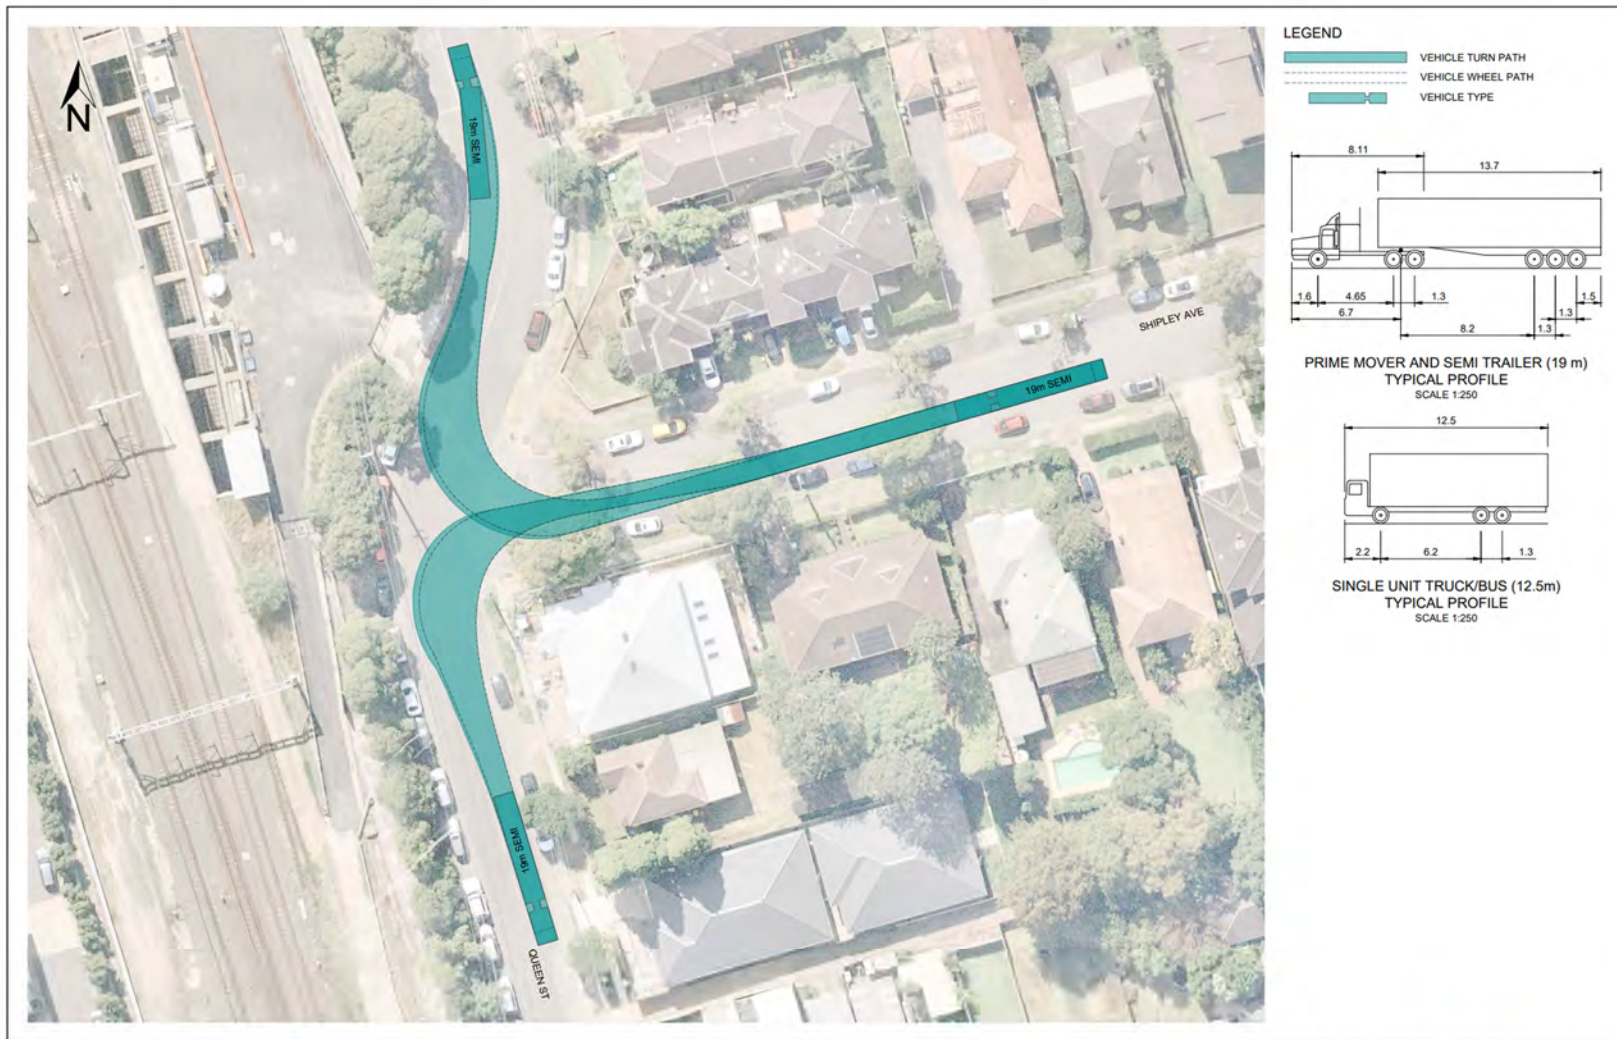 LEGEND
VEHICLE TURN PATH
VEHICLE WHEEL PATH
VEHICLE TYPE
N
19m SEMI
SHIPLEY AVE
19m SEMI
19m SEMI
QUEEN ST
8.11
13.7
1.6
4.65
1.3
1.5
6.7
1.3
8.2
1.3
PRIME MOVER AND SEMI TRAILER (19 m)
TYPICAL PROFILE
SCALE 1:250
12.5
2.2
6.2
1.3
SINGLE UNIT TRUCK/BUS (12.5m)
TYPICAL PROFILE
SCALE 1:250